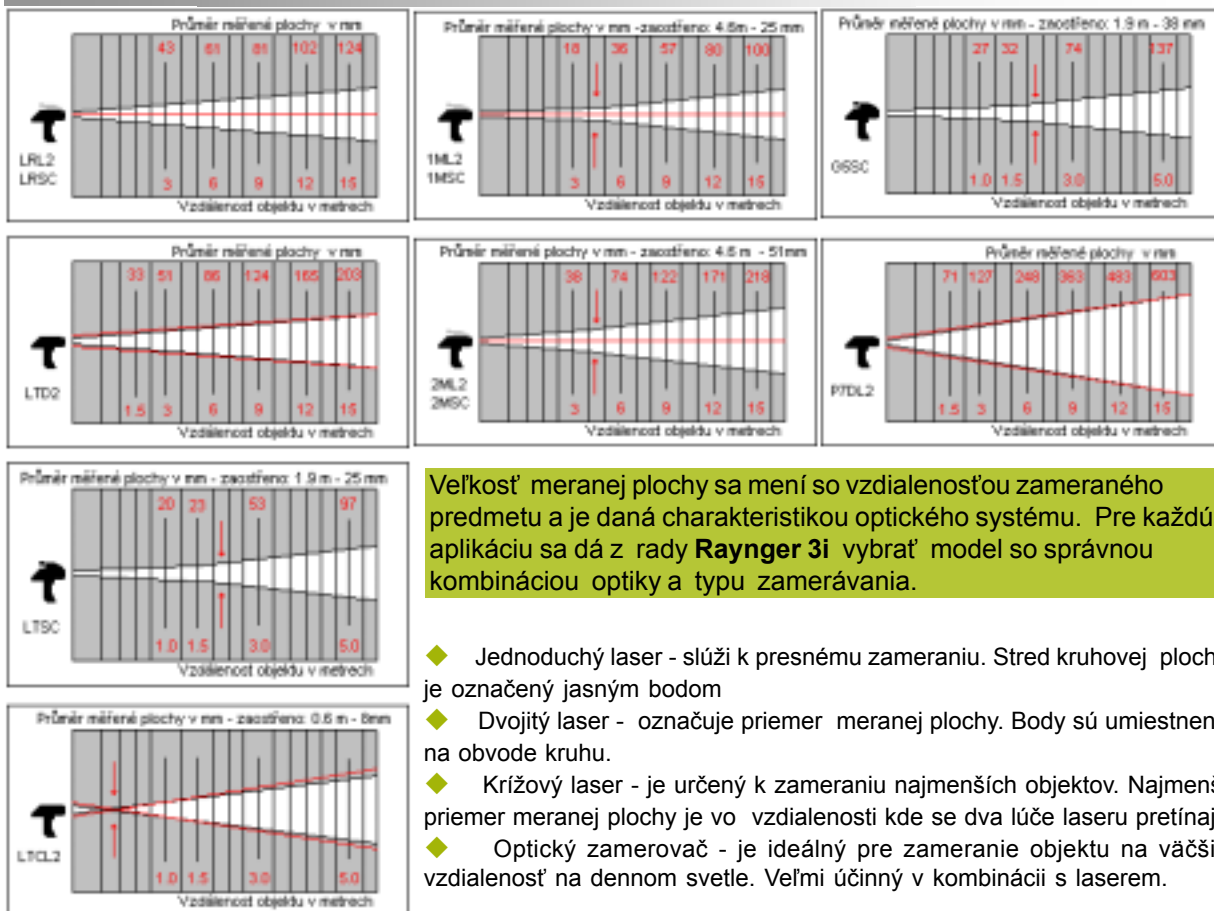 Průměr měřené plochy v mm
43 61 81 102 124
LRL2
LRSC
3 6 9 12 15
Vzdálenost objektu v metrech
Průměr měřené plochy v mm -zaostřeno: 4.6m - 25 mm
18 36 57 80 100
1ML2
1MSC
3 6 9 12 15
Vzdálenost objektu v metrech
Průměr měřené plochy v mm - zaostřeno: 1.9 m - 38 mm
27 32 74 137
G5SC
1.0 1.5 3.0 5.0
Vzdálenost objektu v metrech
Průměr měřené plochy v mm
33 51 86 124 165 203
LTD2
1.5 3 6 9 12 15
Vzdálenost objektu v metrech
Průměr měřené plochy v mm - zaostřeno: 4.6 m - 51mm
38 74 122 171 218
2ML2
2MSC
3 6 9 12 15
Vzdálenost objektu v metrech
Průměr měřené plochy v mm
71 127 248 363 483 603
P7DL2
1.5 3 6 9 12 15
Vzdálenost objektu v metrech
Průměr měřené plochy v mm - zaostřeno: 1.9 m - 25 mm
20 23 53 97
LTSC
1.0 1.5 3.0 5.0
Vzdálenost objektu v metrech
Průměr měřené plochy v mm - zaostřeno: 0.6 m - 6mm
LTCL2
1.0 1.5 3.0 5.0
Vzdálenost objektu v metrech
Veľkosť meranej plochy sa mení so vzdialenosťou zameraného
predmetu a je daná charakteristikou optického systému. Pre každú
aplikáciu sa dá z rady Raynger 3i vybrať model so správnou
kombináciou optiky a typu zamerávania.
◆ Jednoduchý laser - slúži k presnému zameraniu. Stred kruhovej ploch
je označený jasným bodom
◆ Dvojitý laser - označuje priemer meranej plochy. Body sú umiestnen
na obvode kruhu.
◆ Krížový laser - je určený k zameraniu najmenších objektov. Najmenš
priemer meranej plochy je vo vzdialenosti kde se dva lúče laseru pretínaj
◆ Optický zamerovač - je ideálný pre zameranie objektu na väčši
vzdialenosť na dennom svetle. Veľmi účinný v kombinácii s laserem.